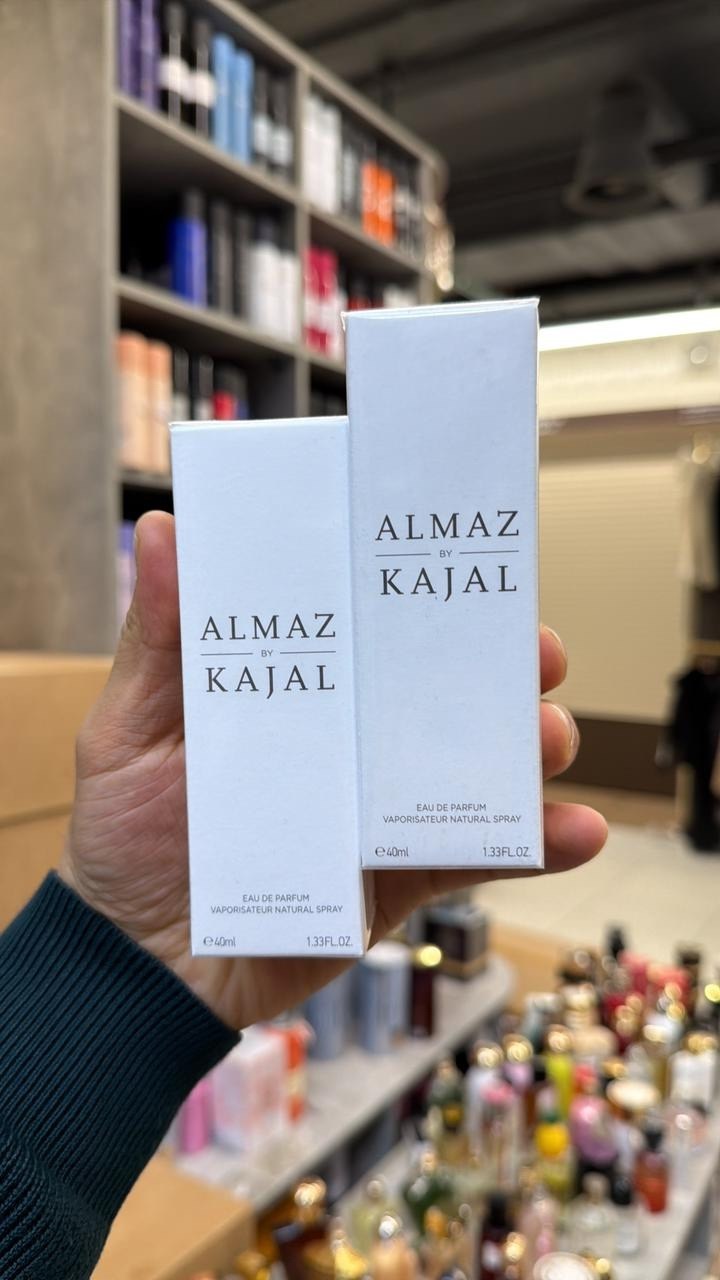 ALMAZ
BY
KAJAL
EAU DE PARFUM
VAPORISATEUR NATURAL SPRAY
℮40ml 1.33FL.OZ.
ALMAZ
BY
KAJAL
EAU DE PARFUM
VAPORISATEUR NATURAL SPRAY
℮40ml 1.33FL.OZ.